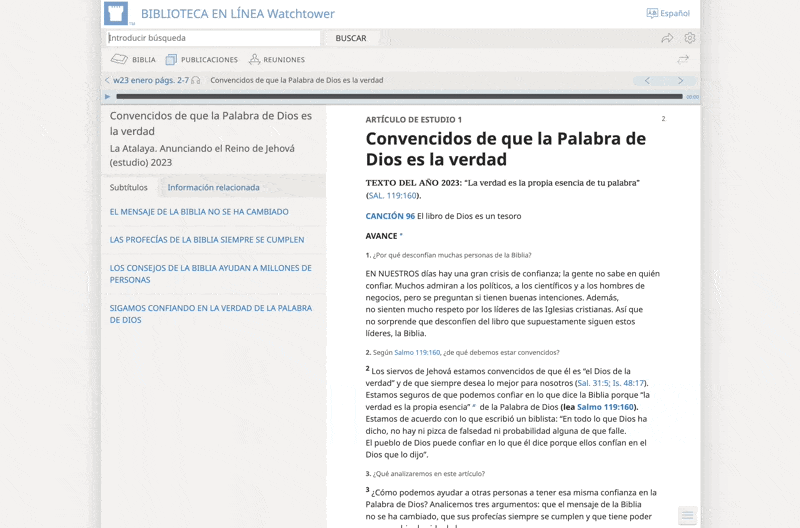 BIBLIOTECA EN LÍNEA Watchtower
Español
Introducir búsqueda
BUSCAR
BIBLIA
PUBLICACIONES
REUNIONES
w23 enero págs. 2-7
Convencidos de que la Palabra de Dios es la verdad
00:00
Convencidos de que la Palabra de Dios es
la verdad
La Atalaya. Anunciando el Reino de Jehová
(estudio) 2023
Subtítulos
Información relacionada
EL MENSAJE DE LA BIBLIA NO SE HA CAMBIADO
LAS PROFECÍAS DE LA BIBLIA SIEMPRE SE CUMPLEN
LOS CONSEJOS DE LA BIBLIA AYUDAN A MILLONES DE
PERSONAS
SIGAMOS CONFIANDO EN LA VERDAD DE LA PALABRA
DE DIOS
ARTÍCULO DE ESTUDIO 1
2
Convencidos de que la Palabra de
Dios es la verdad
TEXTO DEL AÑO 2023: “La verdad es la propia esencia de tu palabra”
(SAL. 119:160).
CANCIÓN 96 El libro de Dios es un tesoro
AVANCE *
1. ¿Por qué desconfían muchas personas de la Biblia?
EN NUESTROS días hay una gran crisis de confianza; la gente no sabe en quién
confiar. Muchos admiran a los políticos, a los científicos y a los hombres de
negocios, pero se preguntan si tienen buenas intenciones. Además,
no sienten mucho respeto por los líderes de las Iglesias cristianas. Así que
no sorprende que desconfíen del libro que supuestamente siguen estos
líderes, la Biblia.
2. Según Salmo 119:160, ¿de qué debemos estar convencidos?
2 Los siervos de Jehová estamos convencidos de que él es “el Dios de la
verdad” y de que siempre desea lo mejor para nosotros (Sal. 31:5; Is. 48:17).
Estamos seguros de que podemos confiar en lo que dice la Biblia porque “la
verdad es la propia esencia” * de la Palabra de Dios (lea Salmo 119:160).
Estamos de acuerdo con lo que escribió un biblista: “En todo lo que Dios ha
dicho, no hay ni pizca de falsedad ni probabilidad alguna de que falle.
El pueblo de Dios puede confiar en lo que él dice porque ellos confían en el
Dios que lo dijo”.
3. ¿Qué analizaremos en este artículo?
3 ¿Cómo podemos ayudar a otras personas a tener esa misma confianza en la
Palabra de Dios? Analicemos tres argumentos: que el mensaje de la Biblia
no se ha cambiado, que sus profecías siempre se cumplen y que tiene poder